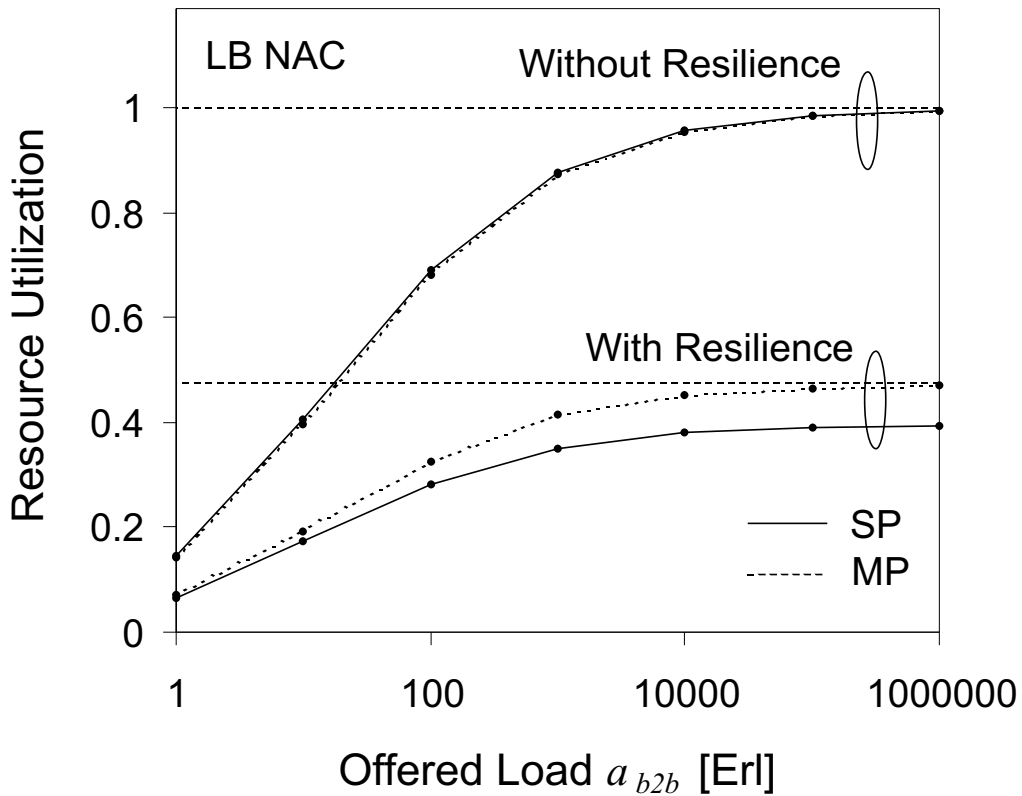 LB NAC
Without Resilience
1
0.8
0.6
0.4
0.2
0
Resource Utilization
With Resilience
SP
MP
1
100
10000
1000000
Offered Load a b2b [Erl]